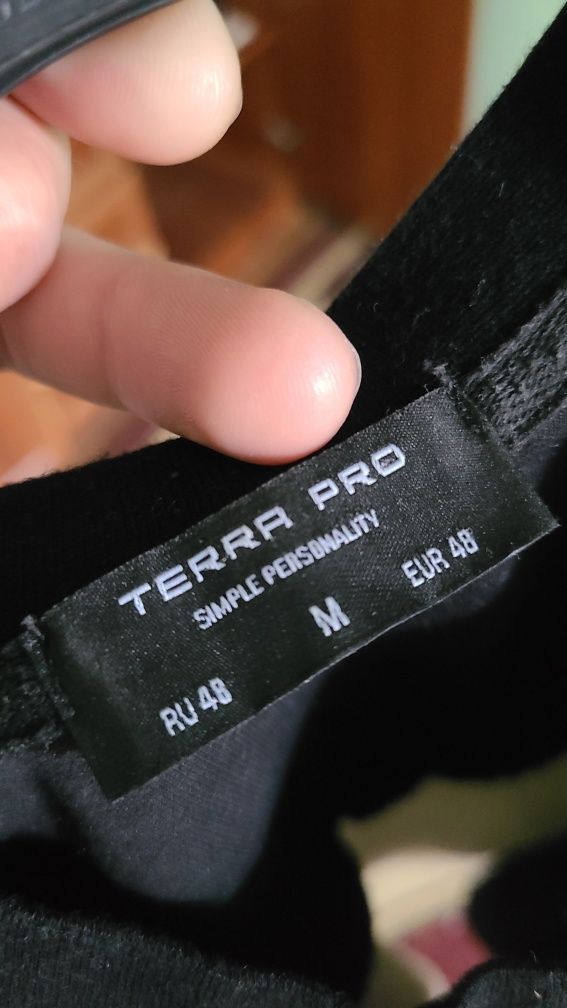 TERRA PRO
SIMPLE PERSONALITY
M
RU 48
EUR 48